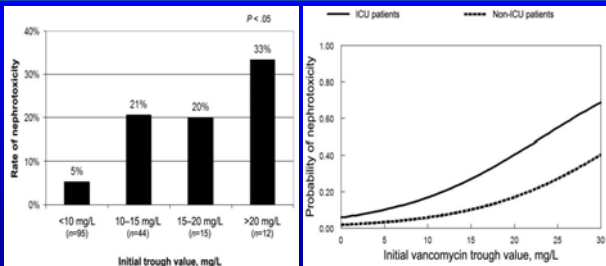 P < .05
Rate of nephrotoxicity
40%
30%
20%
10%
0%
5%
21%
20%
33%
<10 mg/L
(n=95)
10–15 mg/L
(n=44)
15–20 mg/L
(n=15)
>20 mg/L
(n=12)
Initial trough value, mg/L
ICU patients
Non-ICU patients
Probability of nephrotoxicity
1.00
0.80
0.60
0.40
0.20
0.00
0 5 10 15 20 25 30
Initial vancomycin trough value, mg/L